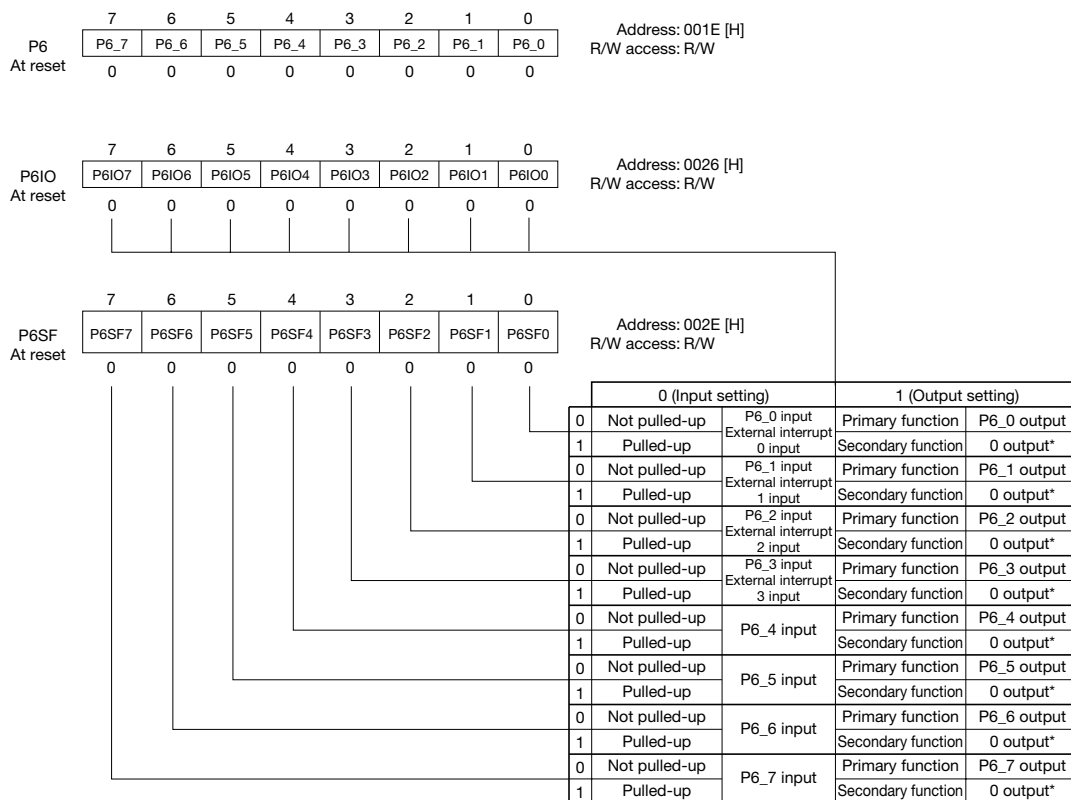 7 6 5 4 3 2 1 0
P6 P6_7 P6_6 P6_5 P6_4 P6_3 P6_2 P6_1 P6_0
At reset 0 0 0 0 0 0 0 0
Address: 001E [H]
R/W access: R/W
7 6 5 4 3 2 1 0
P6IO P6IO7 P6IO6 P6IO5 P6IO4 P6IO3 P6IO2 P6IO1 P6IO0
At reset 0 0 0 0 0 0 0 0
Address: 0026 [H]
R/W access: R/W
7 6 5 4 3 2 1 0
P6SF P6SF7 P6SF6 P6SF5 P6SF4 P6SF3 P6SF2 P6SF1 P6SF0
At reset 0 0 0 0 0 0 0 0
Address: 002E [H]
R/W access: R/W
0 (Input setting) 1 (Output setting)
0 Not pulled-up P6_0 input Primary function P6_0 output
External interrupt
1 Pulled-up 0 input Secondary function 0 output*
0 Not pulled-up P6_1 input Primary function P6_1 output
External interrupt
1 Pulled-up 1 input Secondary function 0 output*
0 Not pulled-up P6_2 input Primary function P6_2 output
External interrupt
1 Pulled-up 2 input Secondary function 0 output*
0 Not pulled-up P6_3 input Primary function P6_3 output
External interrupt
1 Pulled-up 3 input Secondary function 0 output*
0 Not pulled-up Primary function P6_4 output
P6_4 input
1 Pulled-up Secondary function 0 output*
0 Not pulled-up Primary function P6_5 output
P6_5 input
1 Pulled-up Secondary function 0 output*
0 Not pulled-up Primary function P6_6 output
P6_6 input
1 Pulled-up Secondary function 0 output*
0 Not pulled-up Primary function P6_7 output
P6_7 input
1 Pulled-up Secondary function 0 output*